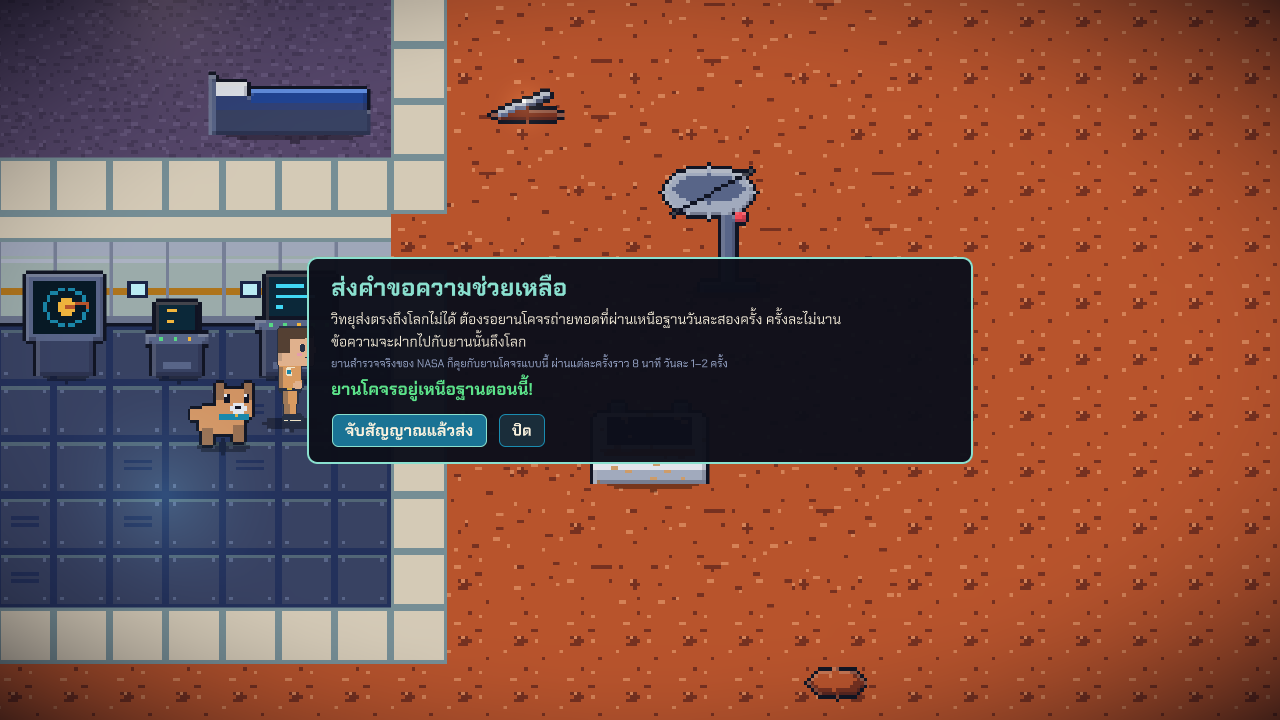 ส่งคำขอความช่วยเหลือ
วิทยุส่งตรงถึงโลกไม่ได้ ต้องรอยานโคจรถ่ายทอดที่ผ่านเหนือฐานวันละสองครั้ง ครั้งละไม่นาน
ข้อความจะฝากไปกับยานนั้นถึงโลก
ยานสำรวจจริงของ NASA ก็คุยกับยานโคจรแบบนี้ ผ่านแต่ละครั้งราว 8 นาที วันละ 1–2 ครั้ง
ยานโคจรอยู่เหนือฐานตอนนี้!
จับสัญญาณแล้วส่ง
ปิด